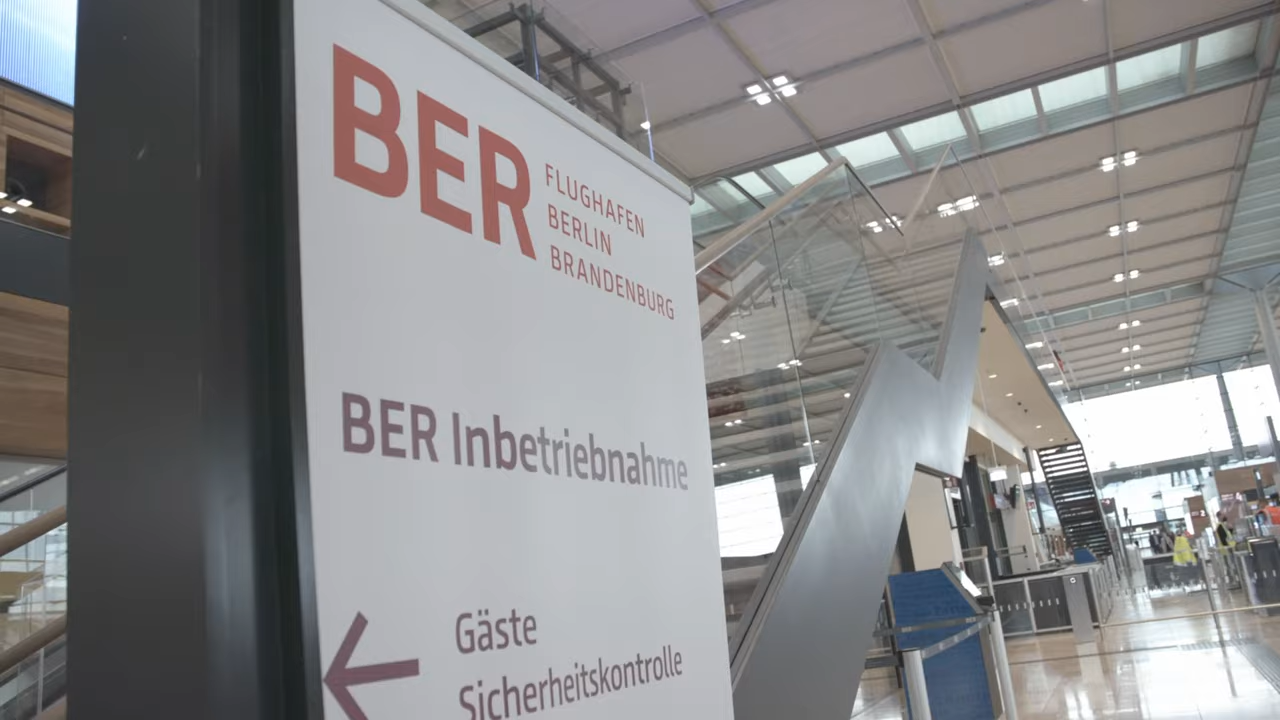 BER
FLUGHAFEN
BERLIN
BRANDENBURG
BER Inbetriebnahme
Gäste
Sicherheitskontrolle